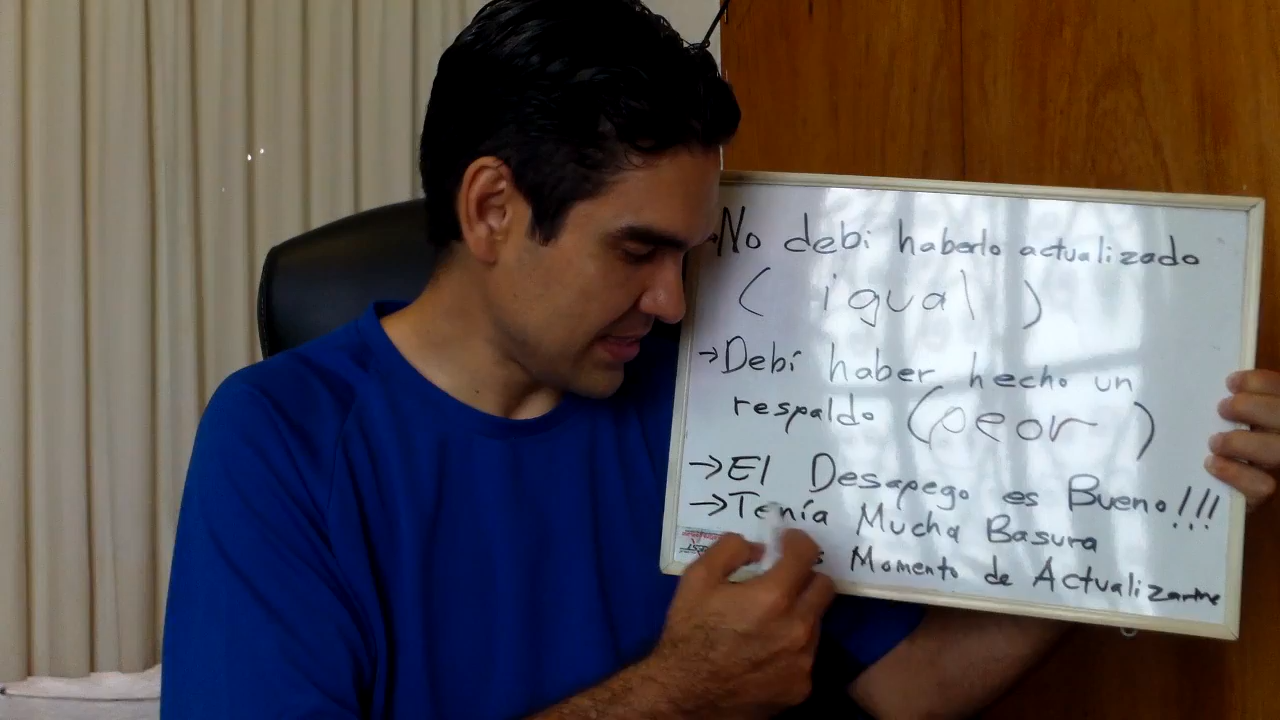 No debi haberlo actualizado
( igual )
→Debí haber hecho un
respaldo (peor)
→El Desapego es Bueno!!!
→Tenía Mucha Basura
Momento de Actualizarme